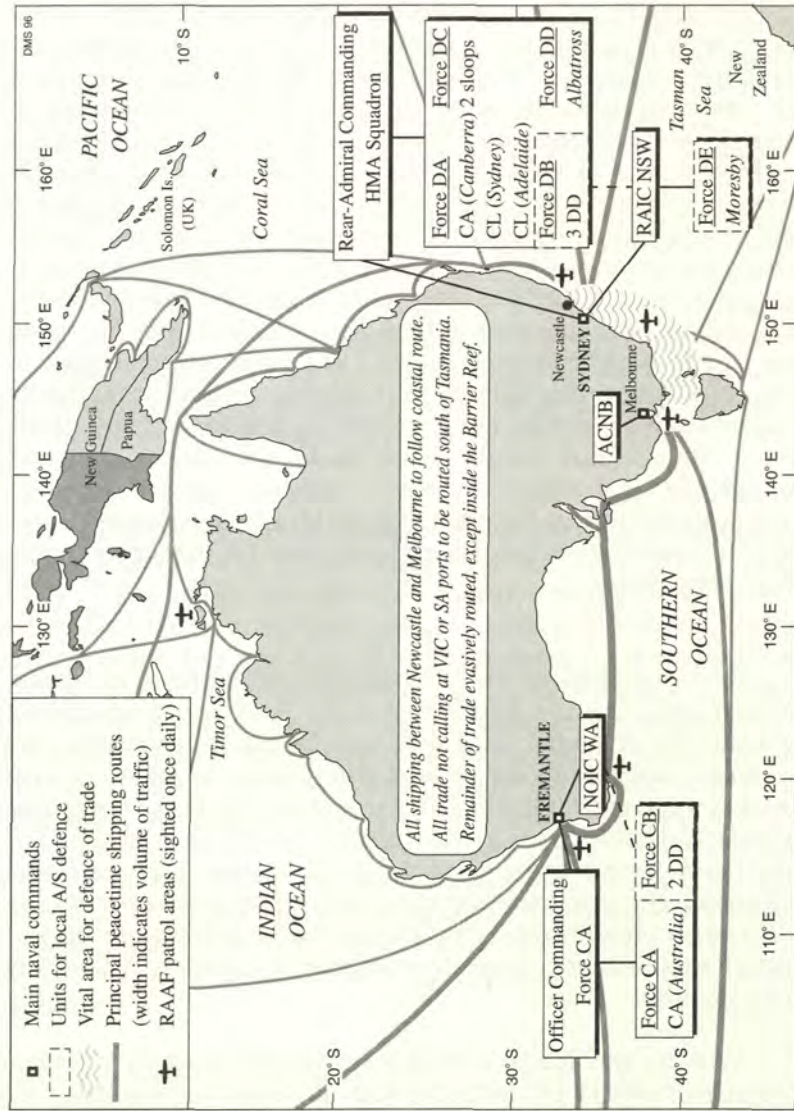 DMS 96
Main naval commands
Units for local A/S defence
Vital area for defence of trade
Principal peacetime shipping routes
(width indicates volume of traffic)
RAAF patrol areas (sighed once daily)
110° E
120° E
130° E
140° E
150° E
160° E
10° S
20° S
30° S
40° S
PACIFIC
OCEAN
Solomon Is.
(UK)
Coral Sea
New Guinea
Papua
Timor Sea
INDIAN
OCEAN
All shipping between Newcastle and Melbourne to follow coastal route.
All trade not calling at VIC or SA ports to be routed south of Tasmania.
Remainder of trade evasively routed, except inside the Barrier Reef.
Rear-Admiral Commanding
HMA Squadron
Force DA
CA (Canberra)
CL (Sydney)
CL (Adelaide)
Force DC
2 sloops
Force DB
3 DD
Force DD
Albatross
Newcastle
SYDNEY
RAIC NSW
Force DE
Moresby
Melbourne
ACNB
FREMANTLE
NOIC WA
Officer Commanding
Force CA
Force CA
CA (Australia)
Force CB
2 DD
SOUTHERN
OCEAN
Tasman
Sea
New
Zealand
40° S
30° S
20° S
10° S
110° E
120° E
130° E
140° E
150° E
160° E